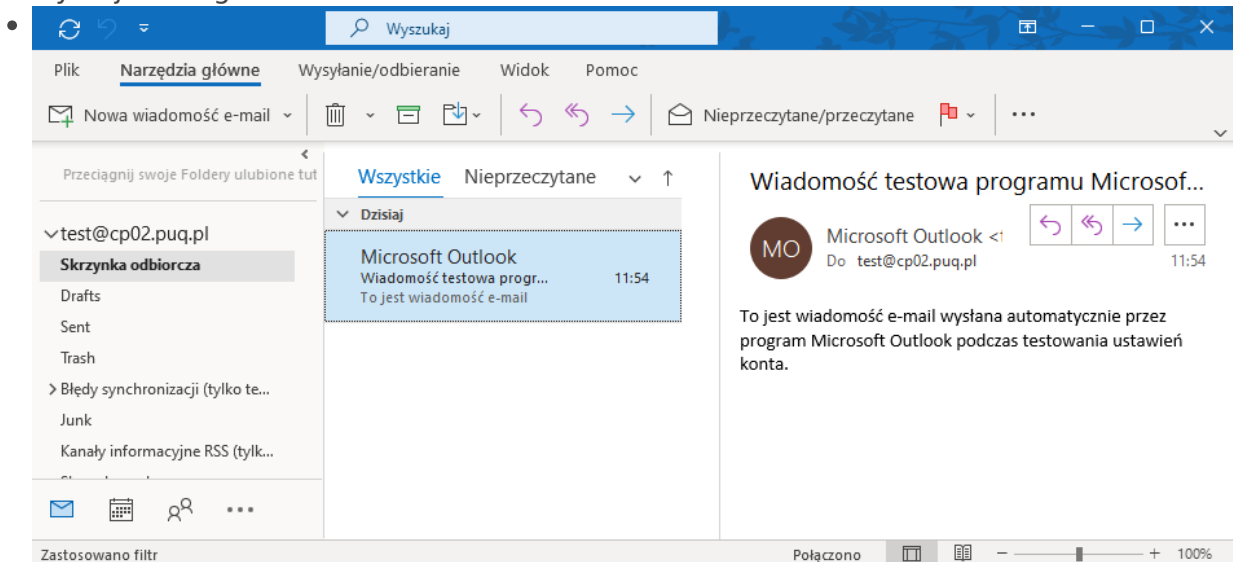 Wyszukaj
Plik Narzędzia główne Wysyłanie/odbieranie Widok Pomoc
Nowa wiadomość e-mail Nieprzeczytane/przeczytane ...
Przeciągnij swoje Foldery ulubione tut
test@cp02.puq.pl
Skrzynka odbiorcza
Drafts
Sent
Trash
Błędy synchronizacji (tylko te...
Junk
Kanały informacyjne RSS (tylk...
Wszystkie Nieprzeczytane
Dzisiaj
Microsoft Outlook
Wiadomość testowa progr... 11:54
To jest wiadomość e-mail
Wiadomość testowa programu Microsof...
MO
Microsoft Outlook <t
Do test@cp02.puq.pl 11:54
To jest wiadomość e-mail wysłana automatycznie przez
program Microsoft Outlook podczas testowania ustawień
konta.
Zastosowano filtr Połączono 100%